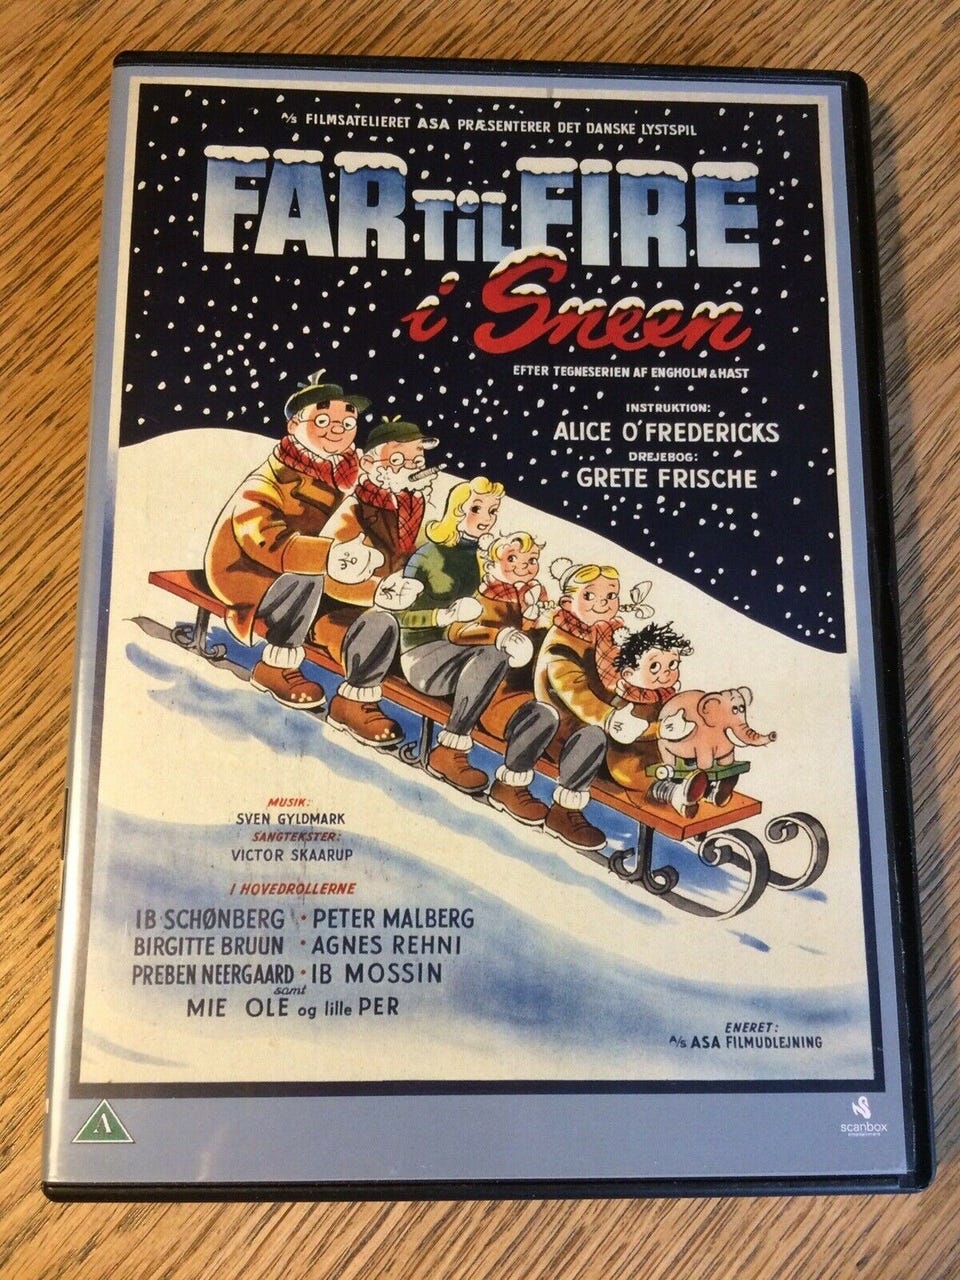 A/s FILMSATELIERET ASA PRÆSENTERER DET DANSKE LYSTSPIL
FAR TiL FIRE
i Sneen
EFTER TEGNESERIEN AF ENGHOLM & HAST
INSTRUKTION:
ALICE O'FREDERICKS
DREJEBOG:
GRETE FRISCHE
MUSIK:
SVEN GYLDMARK
SANGTEKSTER:
VICTOR SKAARUP
I HOVEDROLLERNE
IB SCHØNBERG • PETER MALBERG
BIRGITTE BRUUN • AGNES REHNI
PREBEN NEERGAARD • IB MOSSIN
samt
MIE OLE og lille PER
ENERET:
A/s ASA FILMUDLEJNING
A
scanbox
entertainment